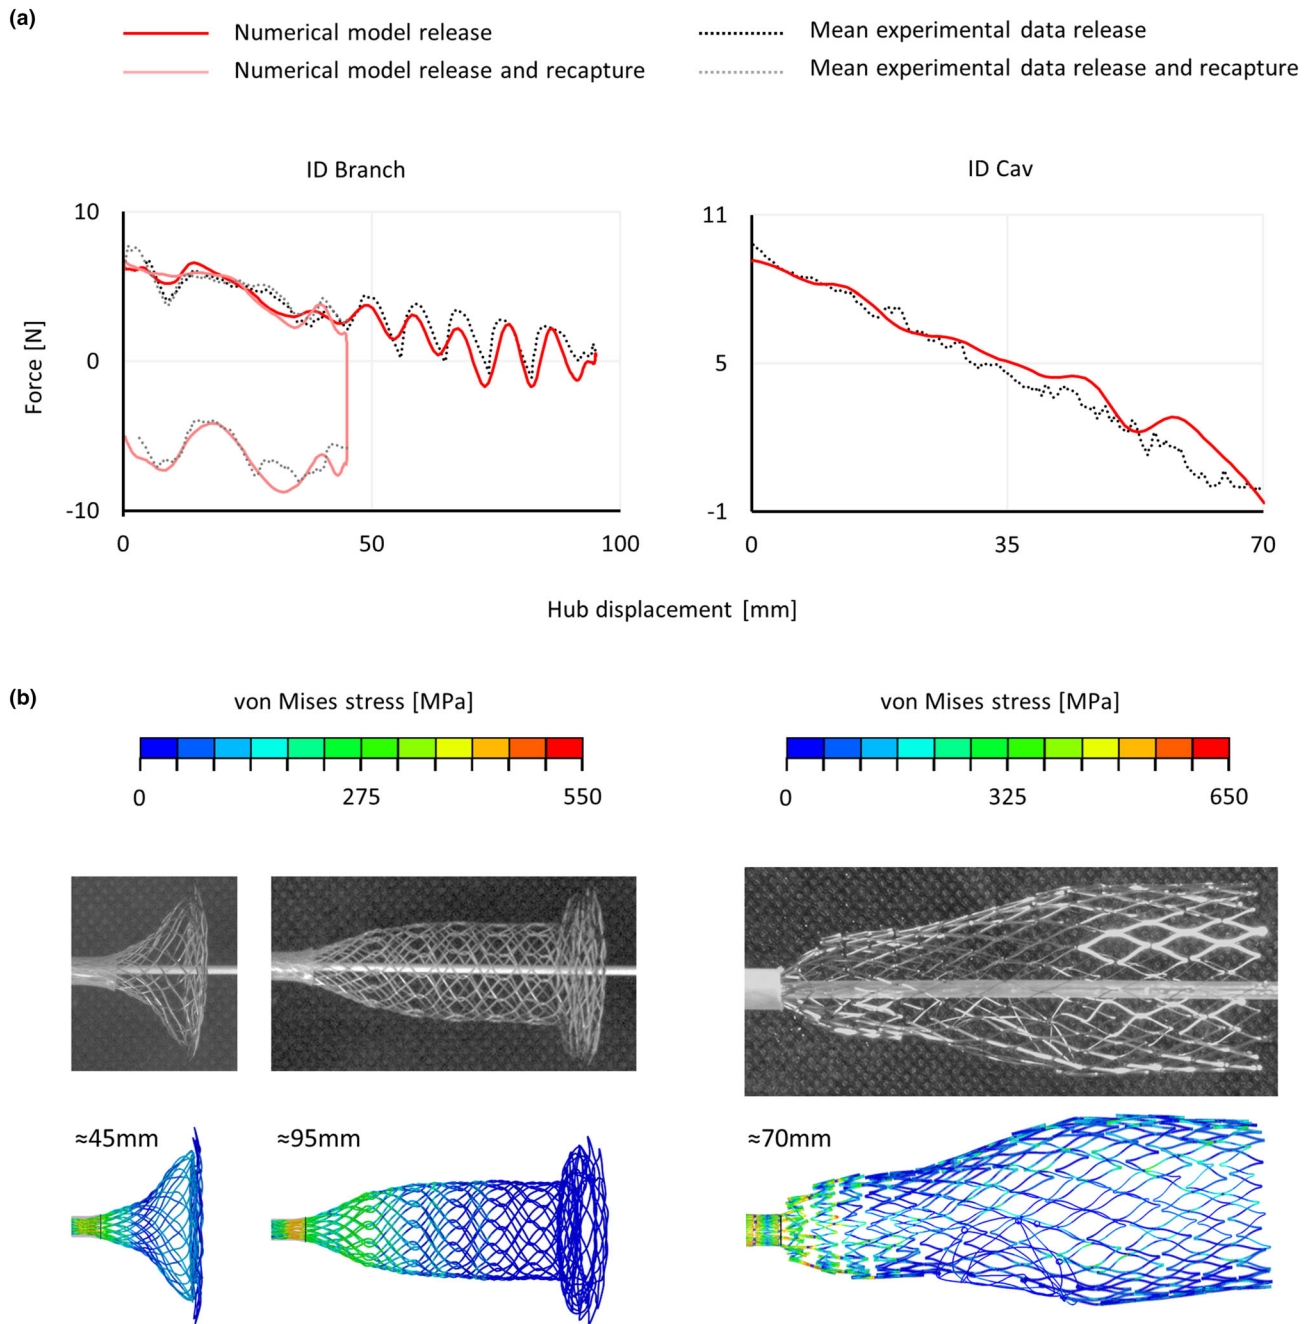 (a)
Numerical model release
Mean experimental data release
Numerical model release and recapture
Mean experimental data release and recapture
ID Branch
ID Cav
10
0
-10
Force [N]
0
50
100
11
5
-1
0
35
70
Hub displacement [mm]
(b)
von Mises stress [MPa]
von Mises stress [MPa]
0
275
550
0
325
650
≈45mm
≈95mm
≈70mm